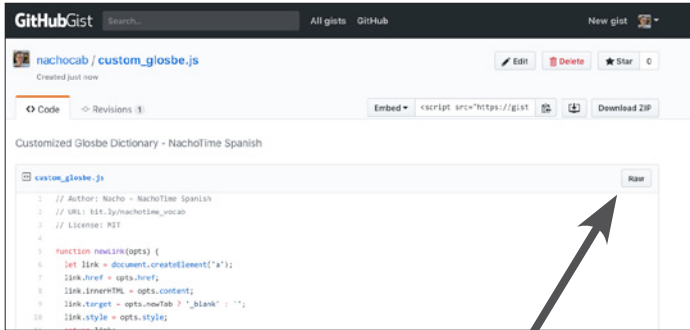 GitHubGist Search... All gists GitHub New gist
nachocab / custom_glosbe.js Edit Delete Star 0
Created just now
Code Revisions 1 Embed <script src="https://gist Download ZIP
Customized Glosbe Dictionary - NachoTime Spanish
custom_glosbe.js Raw
1 // Author: Nacho - NachoTime Spanish
2 // URL: bit.ly/nachotime_vocab
3 // License: MIT
4
5 function newLink(opts) {
6 let link = document.createElement("a");
7 link.href = opts.href;
8 link.innerHTML = opts.content;
9 link.target = opts.newTab ? '_blank' : '';
10 link.style = opts.style;
return link;